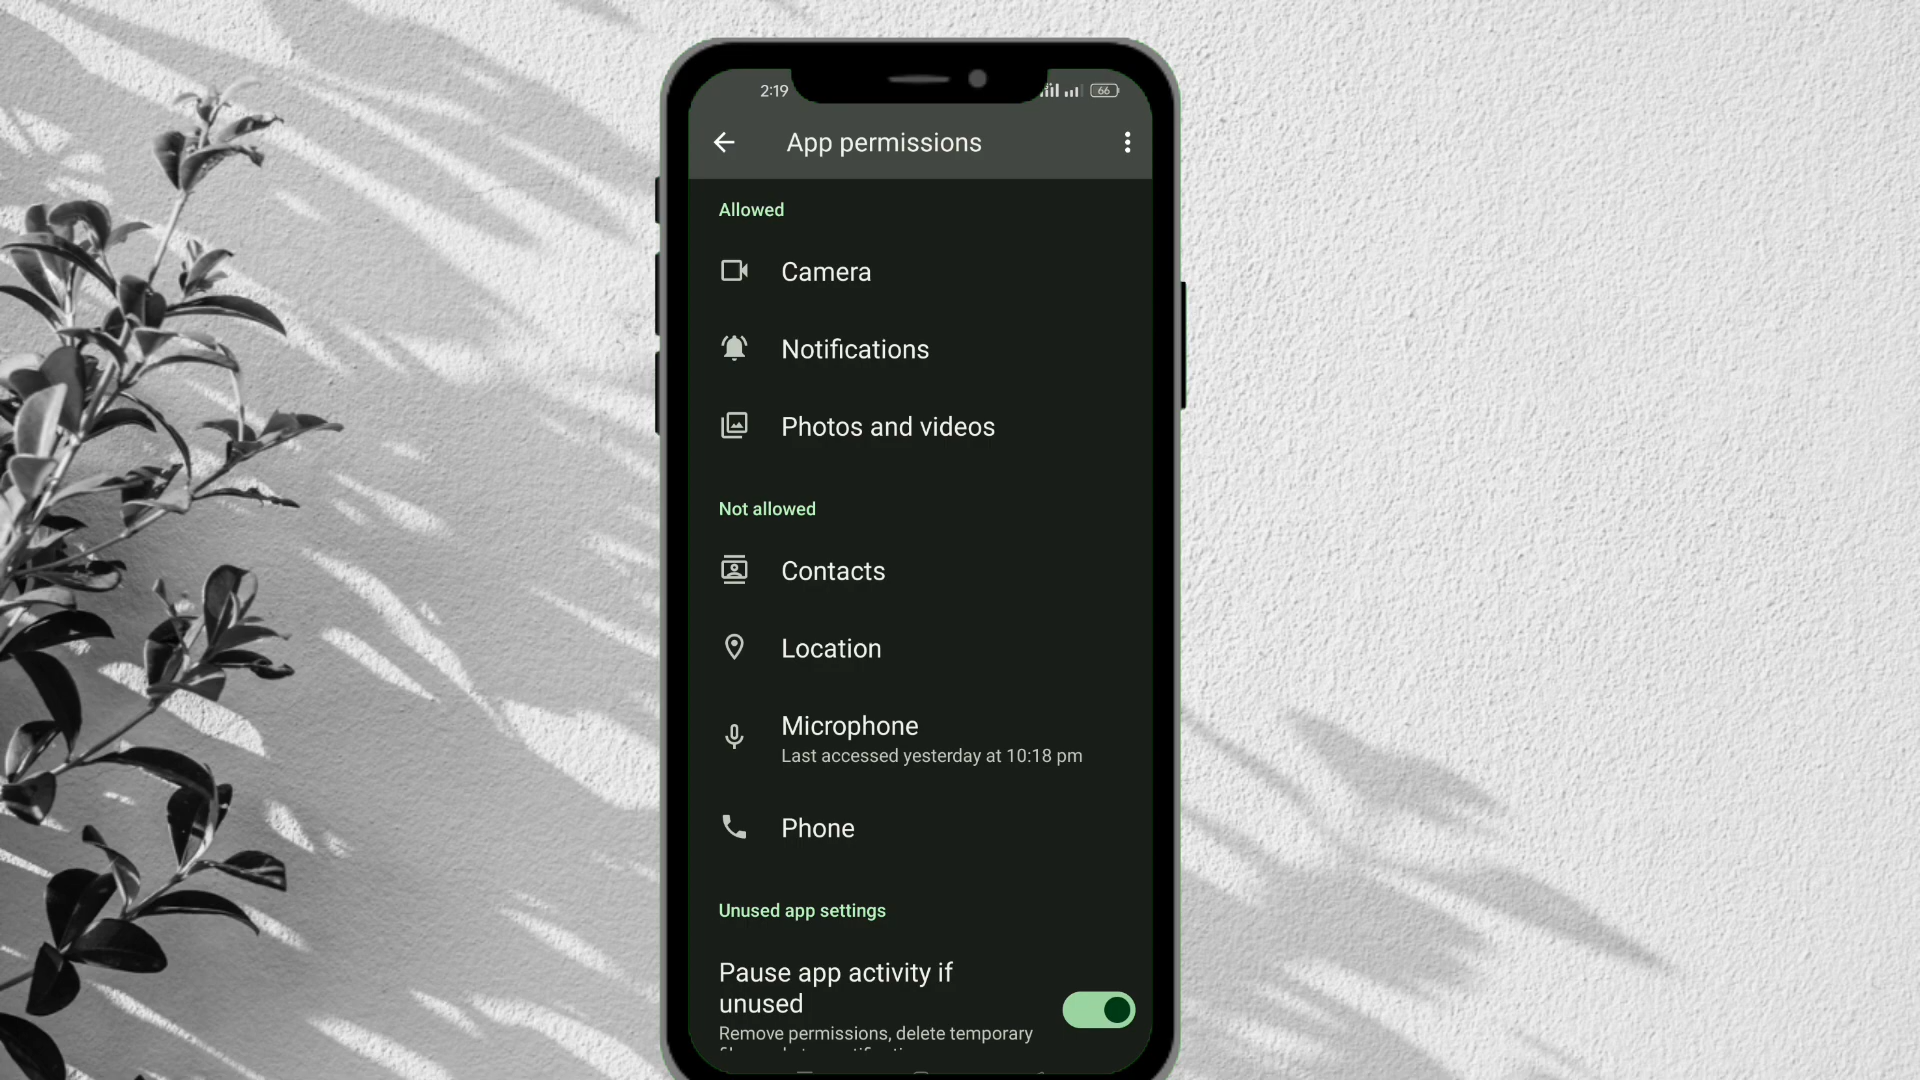 2:19
66
App permissions
Allowed
Camera
Notifications
Photos and videos
Not allowed
Contacts
Location
Microphone
Last accessed yesterday at 10:18 pm
Phone
Unused app settings
Pause app activity if
unused
Remove permissions, delete temporary